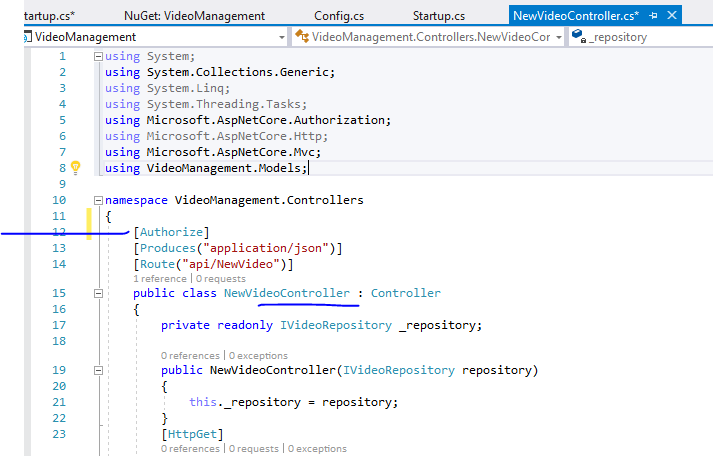 tartup.cs*
NuGet: VideoManagement
Config.cs
Startup.cs
NewVideoController.cs*
VideoManagement
VideoManagement.Controllers.NewVideoCor
_repository
1 using System;
2 using System.Collections.Generic;
3 using System.Linq;
4 using System.Threading.Tasks;
5 using Microsoft.AspNetCore.Authorization;
6 using Microsoft.AspNetCore.Http;
7 using Microsoft.AspNetCore.Mvc;
8 using VideoManagement.Models;
9
10 namespace VideoManagement.Controllers
11 {
12 [Authorize]
13 [Produces("application/json")]
14 [Route("api/NewVideo")]
1 reference | 0 requests
15 public class NewVideoController : Controller
16 {
17 private readonly IVideoRepository _repository;
18
0 references | 0 exceptions
19 public NewVideoController(IVideoRepository repository)
20 {
21 this._repository = repository;
22 }
23 [HttpGet]
0 references | 0 requests | 0 exceptions